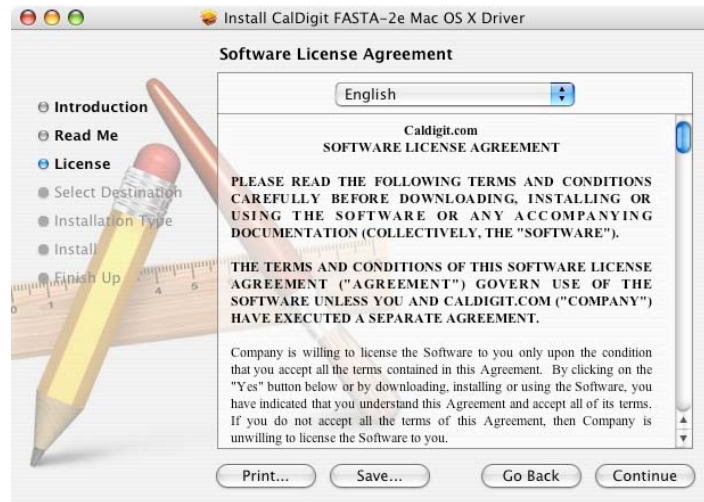 Install CalDigit FASTA-2e Mac OS X Driver
Software License Agreement
Introduction
Read Me
License
Select Destination
Installation Type
Install
Finish Up
English
Caldigit.com
SOFTWARE LICENSE AGREEMENT
PLEASE READ THE FOLLOWING TERMS AND CONDITIONS
CAREFULLY BEFORE DOWNLOADING, INSTALLING OR
USING THE SOFTWARE OR ANY ACCOMPANYING
DOCUMENTATION (COLLECTIVELY, THE "SOFTWARE").
THE TERMS AND CONDITIONS OF THIS SOFTWARE LICENSE
AGREEMENT ("AGREEMENT") GOVERN USE OF THE
SOFTWARE UNLESS YOU AND CALDIGIT.COM ("COMPANY")
HAVE EXECUTED A SEPARATE AGREEMENT.
Company is willing to license the Software to you only upon the condition
that you accept all the terms contained in this Agreement. By clicking on the
"Yes" button below or by downloading, installing or using the Software, you
have indicated that you understand this Agreement and accept all of its terms.
If you do not accept all the terms of this Agreement, then Company is
unwilling to license the Software to you.
Print...
Save...
Go Back
Continue
0 1 4 5